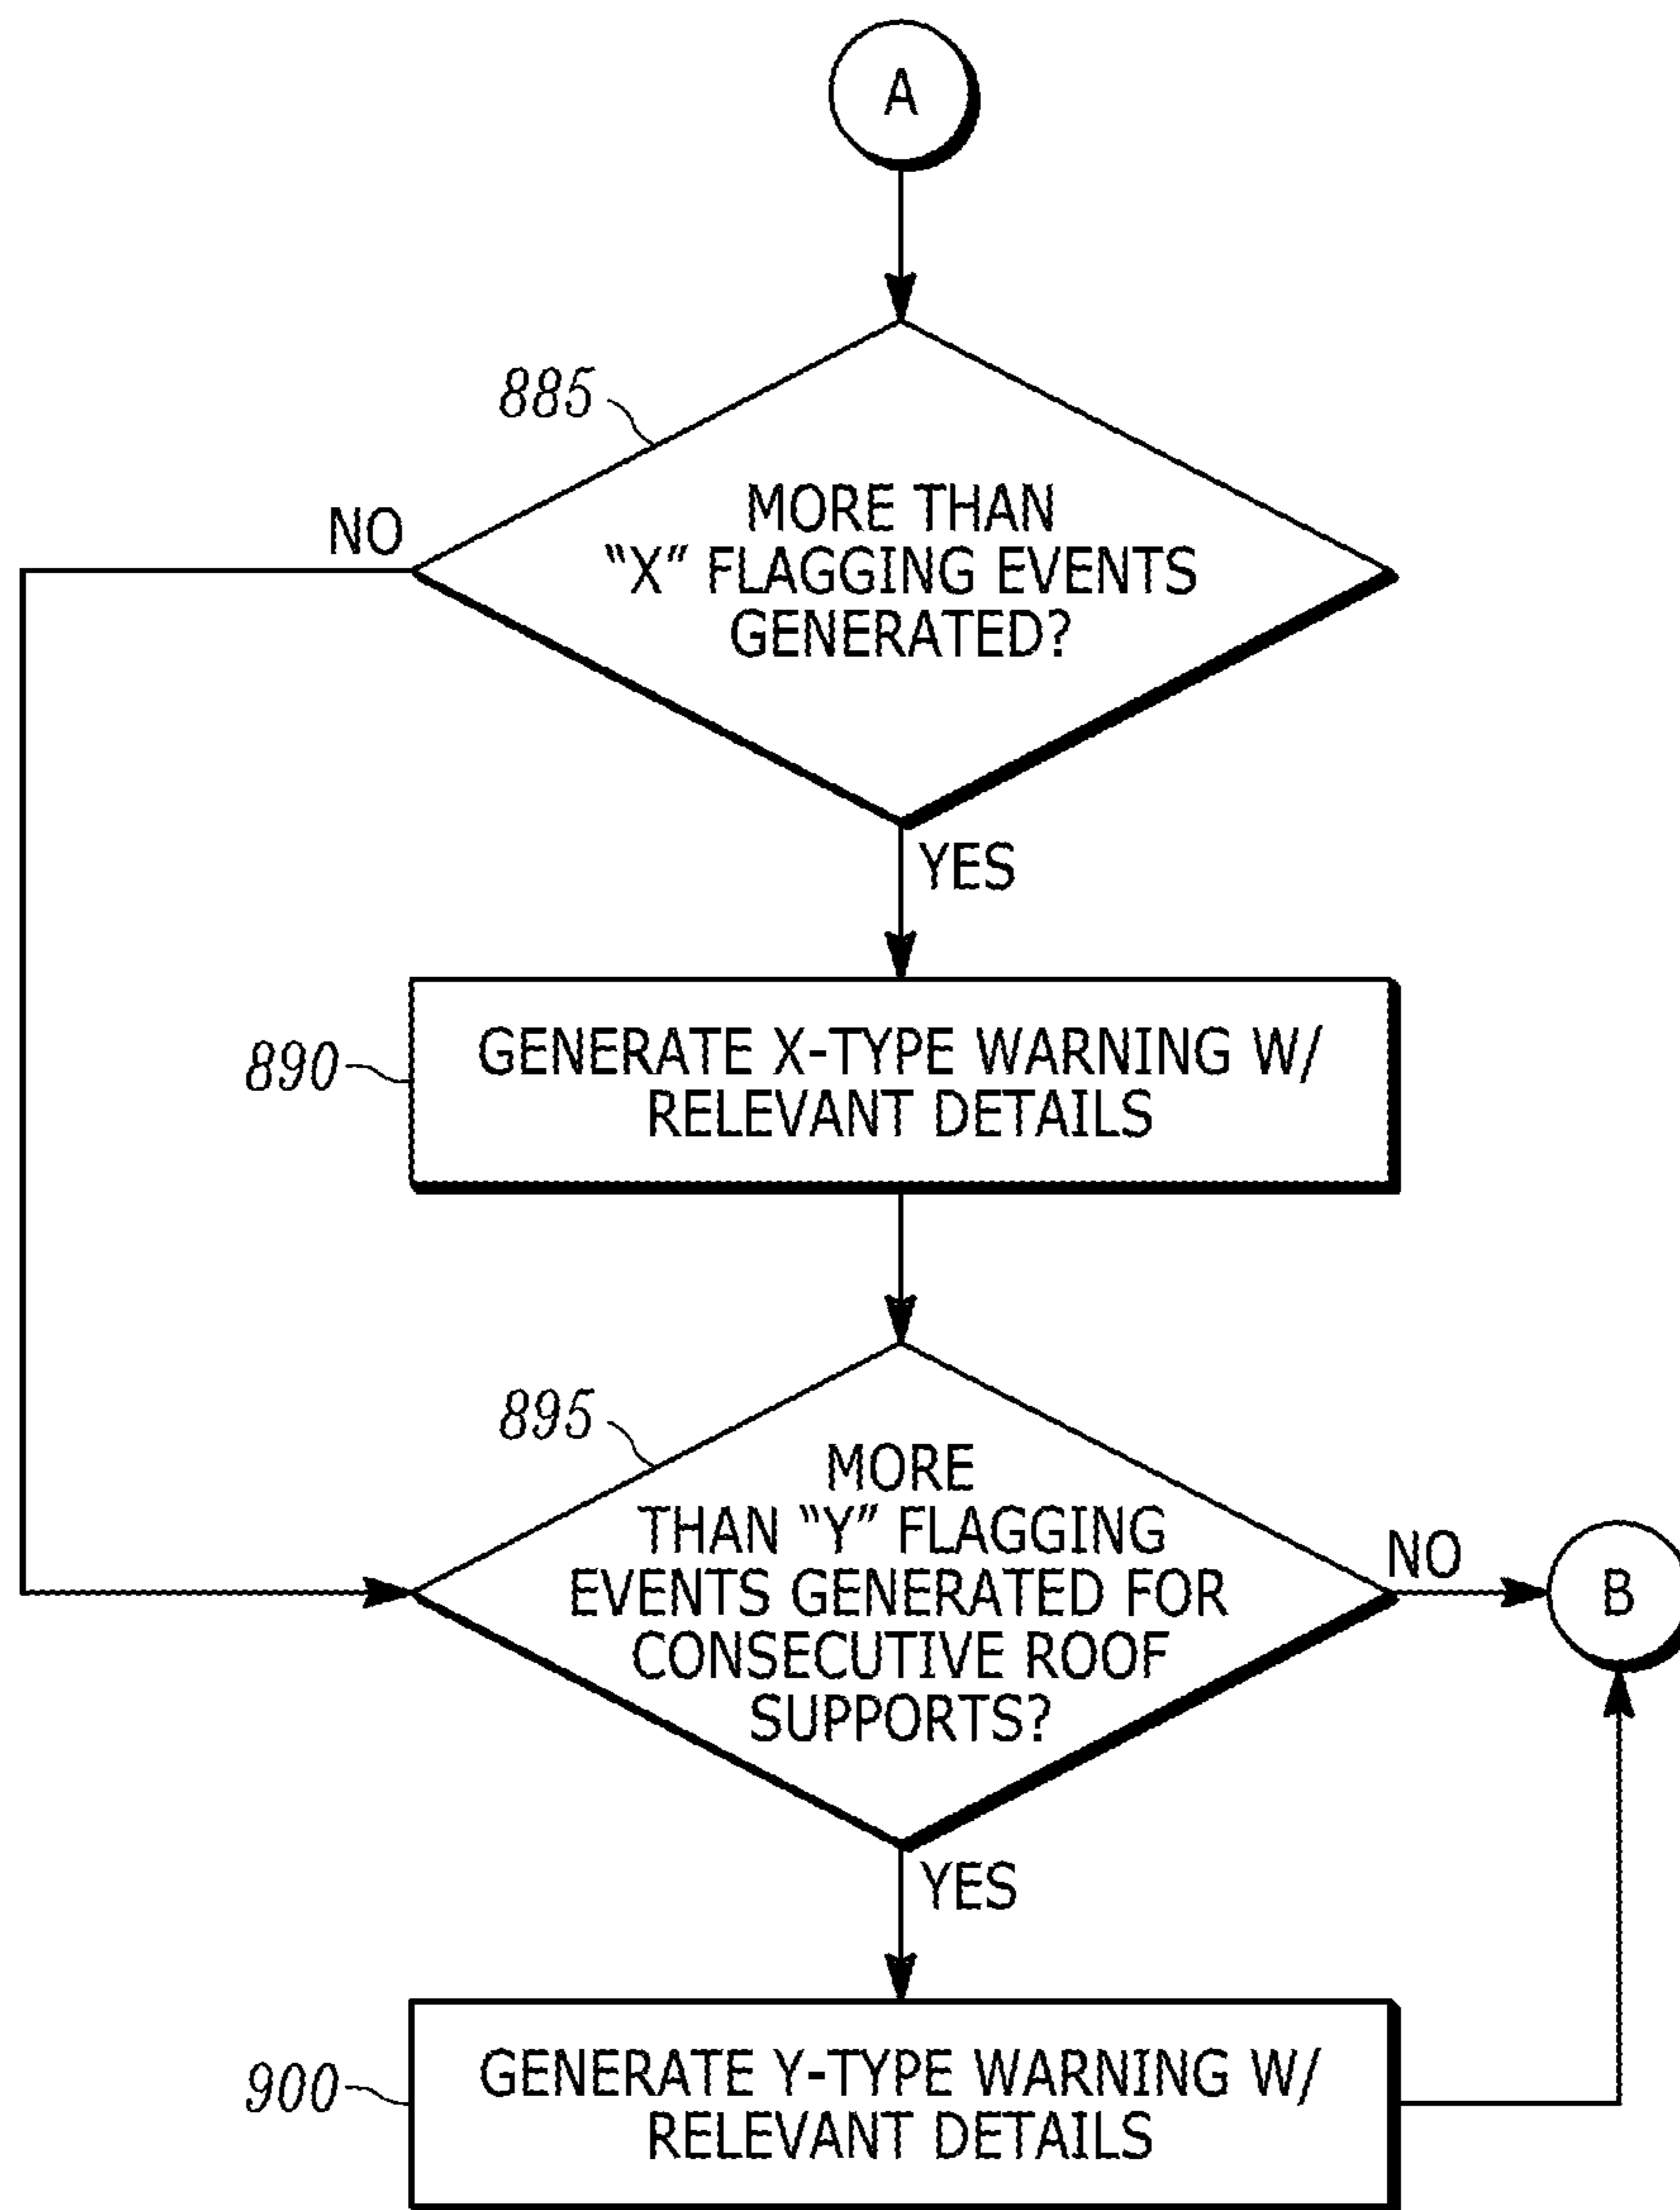 A
885
NO
MORE THAN
“X” FLAGGING EVENTS
GENERATED?
YES
890
GENERATE X-TYPE WARNING W/
RELEVANT DETAILS
895
MORE
THAN “Y” FLAGGING
EVENTS GENERATED FOR
CONSECUTIVE ROOF
SUPPORTS?
NO
B
YES
900
GENERATE Y-TYPE WARNING W/
RELEVANT DETAILS